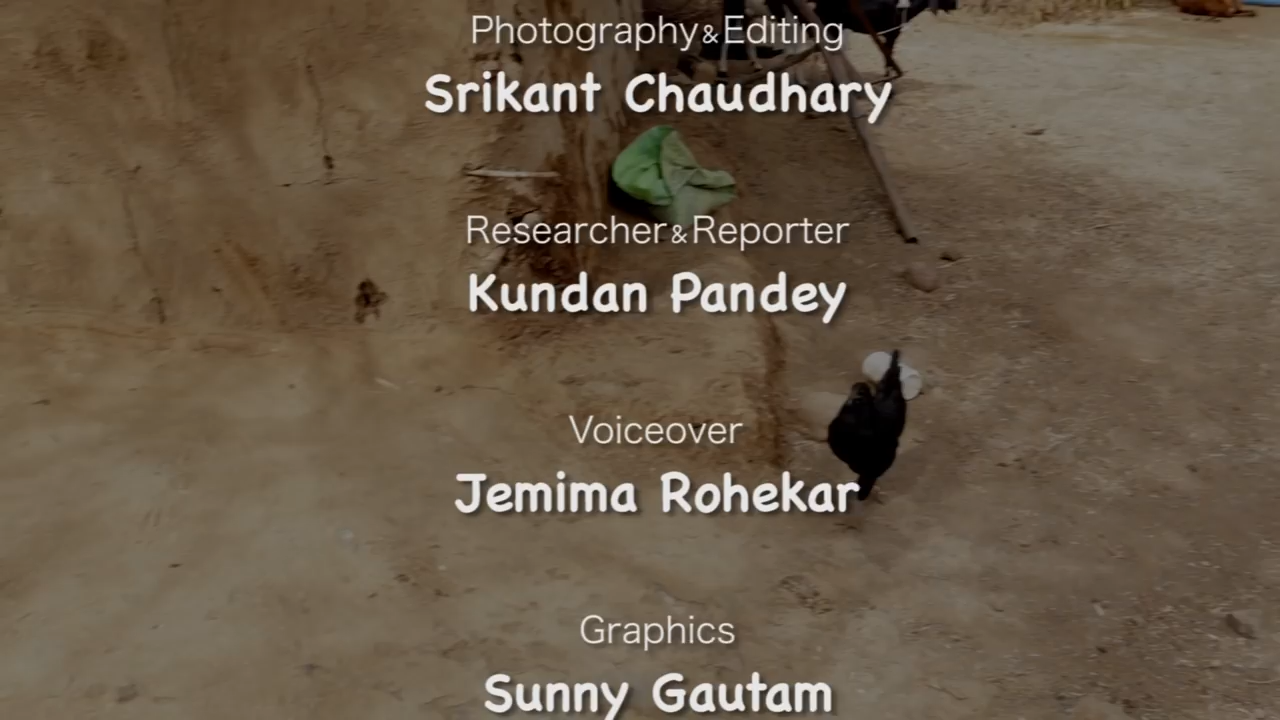 Photography&Editing
Srikant Chaudhary
Researcher&Reporter
Kundan Pandey
Voiceover
Jemima Rohekar
Graphics
Sunny Gautam